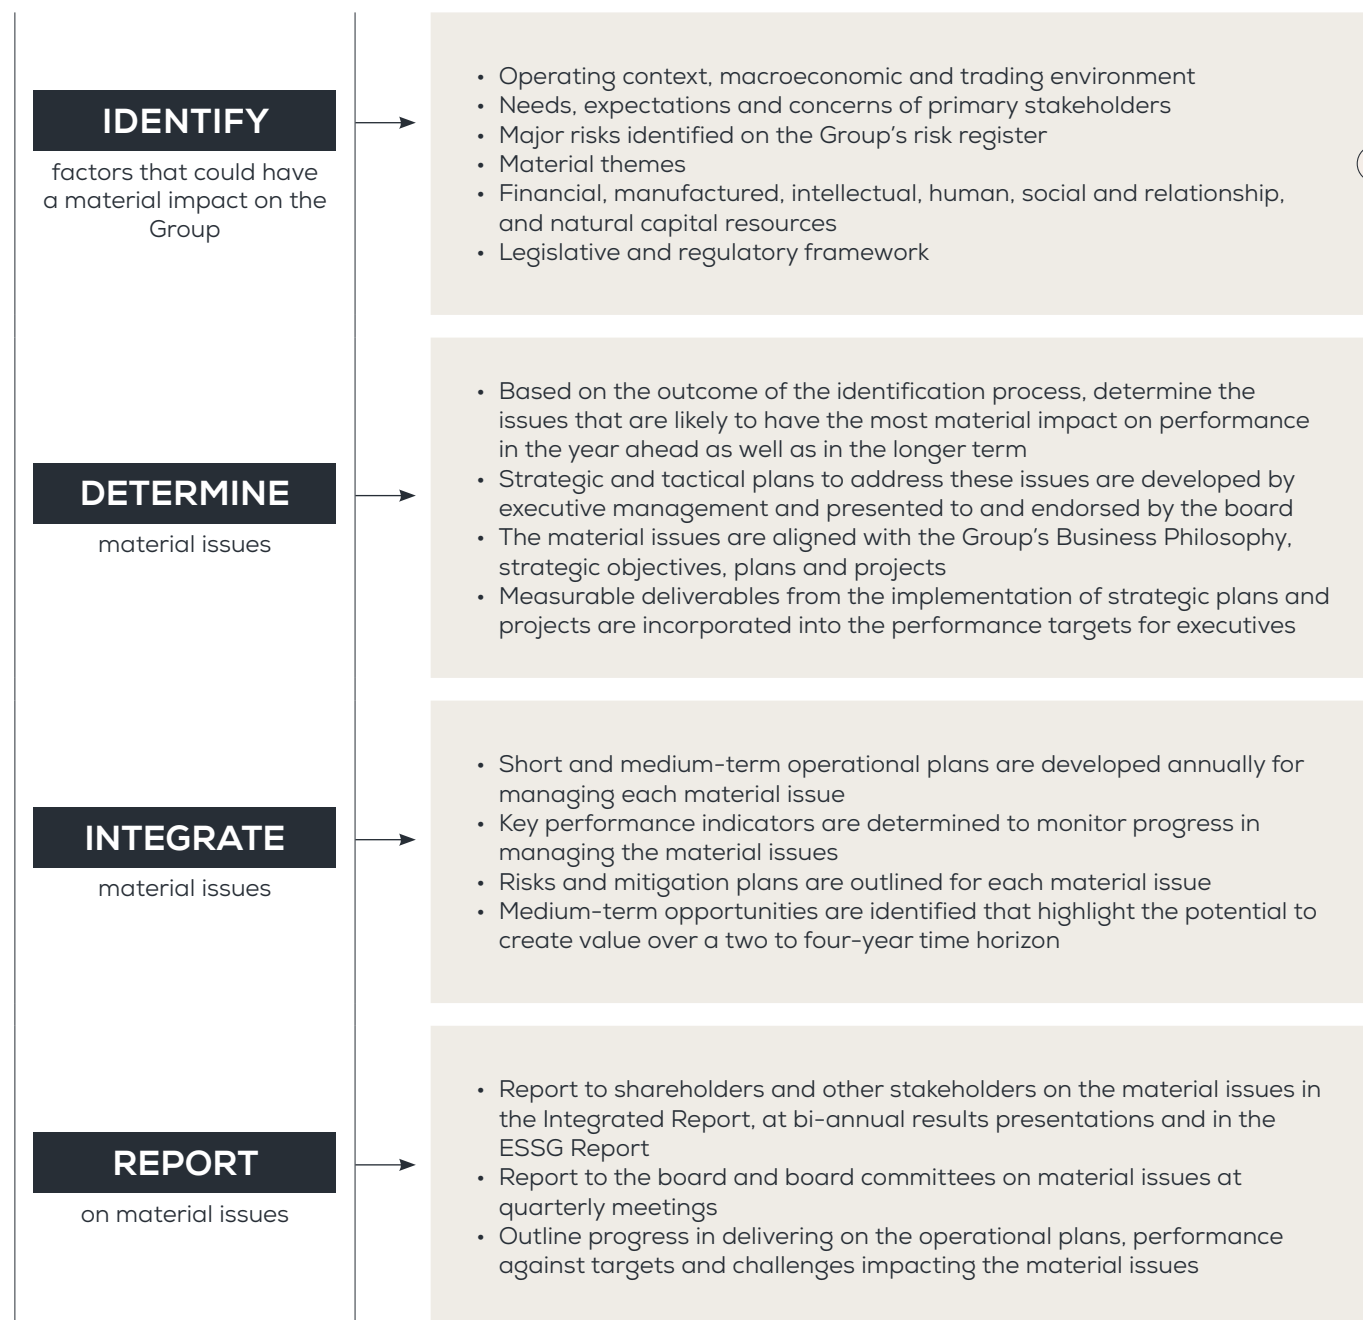 IDENTIFY
factors that could have
a material impact on the
Group
• Operating context, macroeconomic and trading environment
• Needs, expectations and concerns of primary stakeholders
• Major risks identified on the Group's risk register
• Material themes
• Financial, manufactured, intellectual, human, social and relationship,
and natural capital resources
• Legislative and regulatory framework
DETERMINE
material issues
• Based on the outcome of the identification process, determine the
issues that are likely to have the most material impact on performance
in the year ahead as well as in the longer term
• Strategic and tactical plans to address these issues are developed by
executive management and presented to and endorsed by the board
• The material issues are aligned with the Group's Business Philosophy,
strategic objectives, plans and projects
• Measurable deliverables from the implementation of strategic plans and
projects are incorporated into the performance targets for executives
INTEGRATE
material issues
• Short and medium-term operational plans are developed annually for
managing each material issue
• Key performance indicators are determined to monitor progress in
managing the material issues
• Risks and mitigation plans are outlined for each material issue
• Medium-term opportunities are identified that highlight the potential to
create value over a two to four-year time horizon
REPORT
on material issues
• Report to shareholders and other stakeholders on the material issues in
the Integrated Report, at bi-annual results presentations and in the
ESSG Report
• Report to the board and board committees on material issues at
quarterly meetings
• Outline progress in delivering on the operational plans, performance
against targets and challenges impacting the material issues